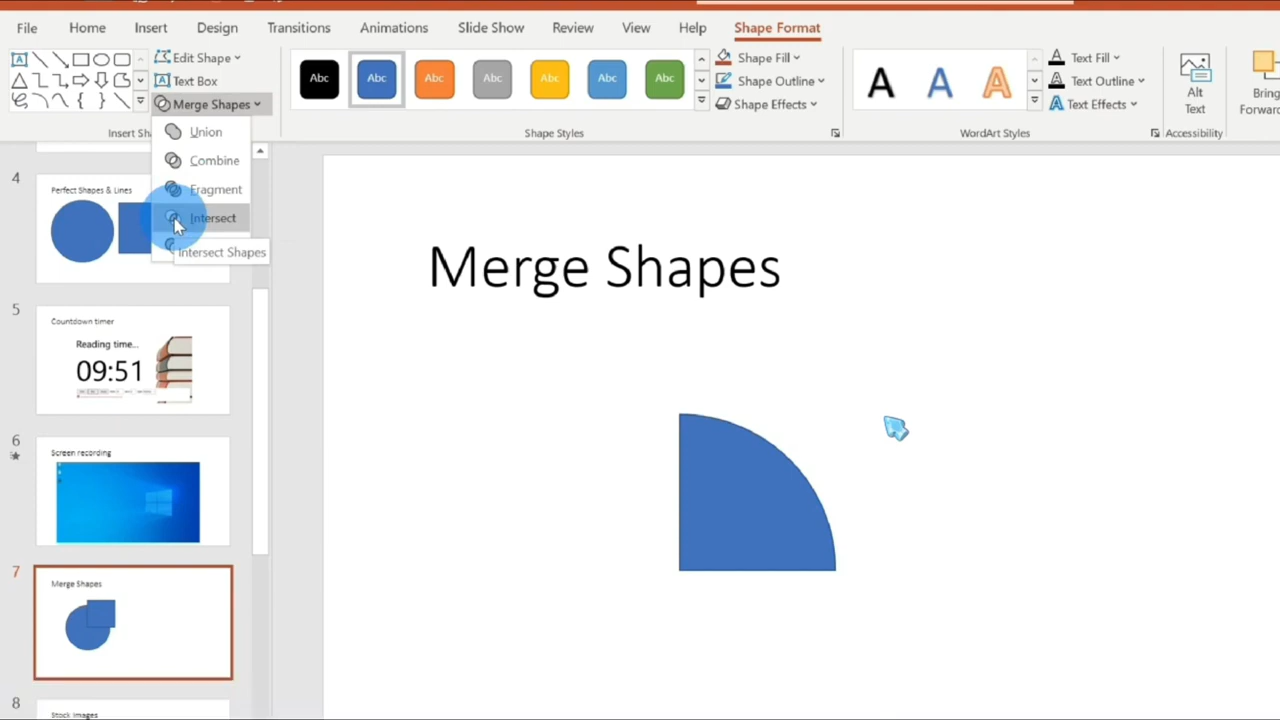 File Home Insert Design Transitions Animations Slide Show Review View Help Shape Format
Edit Shape
Text Box
Merge Shapes
Insert Sha
Abc Abc Abc Abc Abc Abc Abc
Shape Fill
Shape Outline
Shape Effects
Shape Styles
A A A
Text Fill
Text Outline
Text Effects
WordArt Styles
Alt
Text
Accessibility
Bring
Forward
Union
Combine
Fragment
Intersect
Intersect Shapes
4
Perfect Shapes & Lines
5
Countdown timer
Reading time...
09:51
6
Screen recording
7
Merge Shapes
8
Stock Images
Merge Shapes